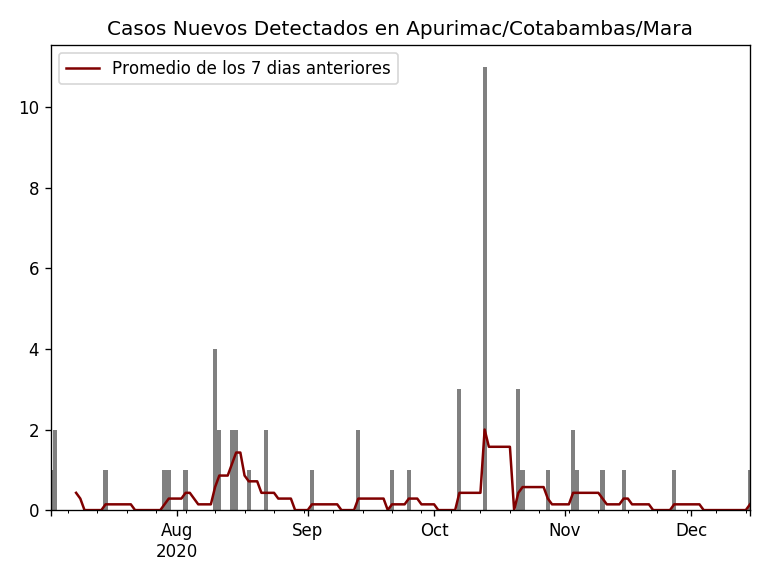 Casos Nuevos Detectados en Apurimac/Cotabambas/Mara
Promedio de los 7 dias anteriores
10
8
6
4
2
0
Aug Sep Oct Nov Dec
2020